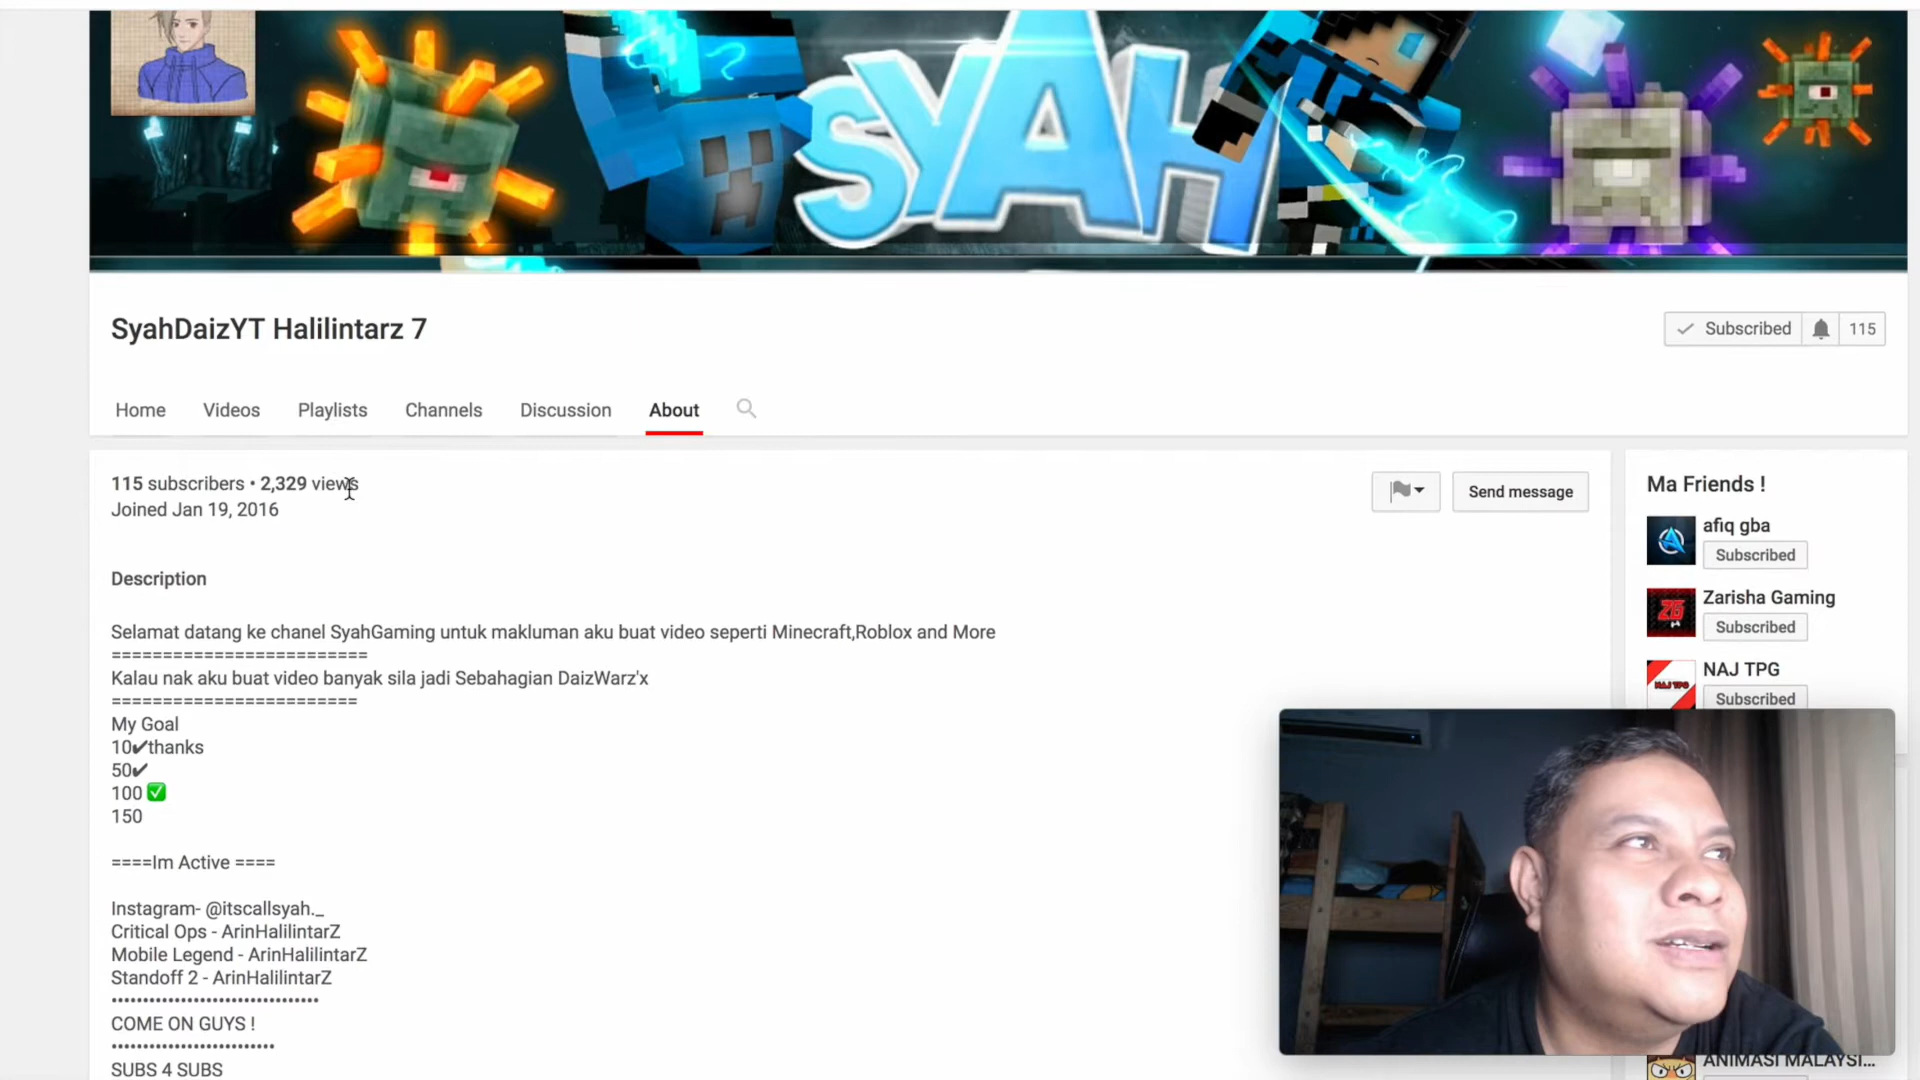 SYAH
SyahDaizYT Halilintarz 7
Subscribed 115
Home Videos Playlists Channels Discussion About
115 subscribers • 2,329 views
Joined Jan 19, 2016
Send message
Description
Selamat datang ke chanel SyahGaming untuk makluman aku buat video seperti Minecraft,Roblox and More
=========================
Kalau nak aku buat video banyak sila jadi Sebahagian DaizWarz'x
========================
My Goal
10✔thanks
50✔
100 ✅
150
====Im Active ====
Instagram- @itscallsyah._
Critical Ops - ArinHalilintarZ
Mobile Legend - ArinHalilintarZ
Standoff 2 - ArinHalilintarZ
•••••••••••••••••••••••••••••••••
COME ON GUYS !
••••••••••••••••••••••••••
SUBS 4 SUBS
Ma Friends !
afiq gba
Subscribed
ZG
Zarisha Gaming
Subscribed
NAJ TPG
NAJ TPG
Subscribed
ANIMASI MALAYSI...